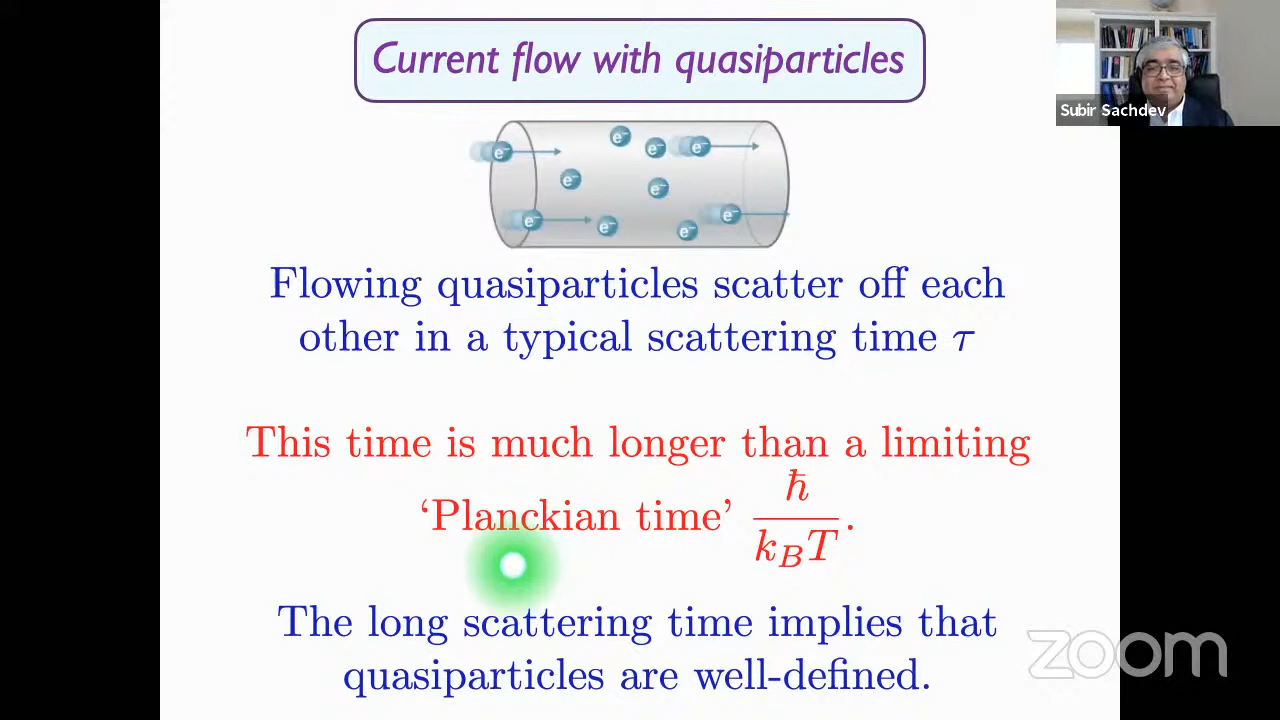 Current flow with quasiparticles
Subir Sachdev
e⁻ e⁻ e⁻ e⁻
e⁻ e⁻
e⁻ e⁻ e⁻ e⁻
Flowing quasiparticles scatter off each
other in a typical scattering time τ
This time is much longer than a limiting
‘Planckian time’ ħ/k_BT.
The long scattering time implies that
quasiparticles are well-defined.
zoom